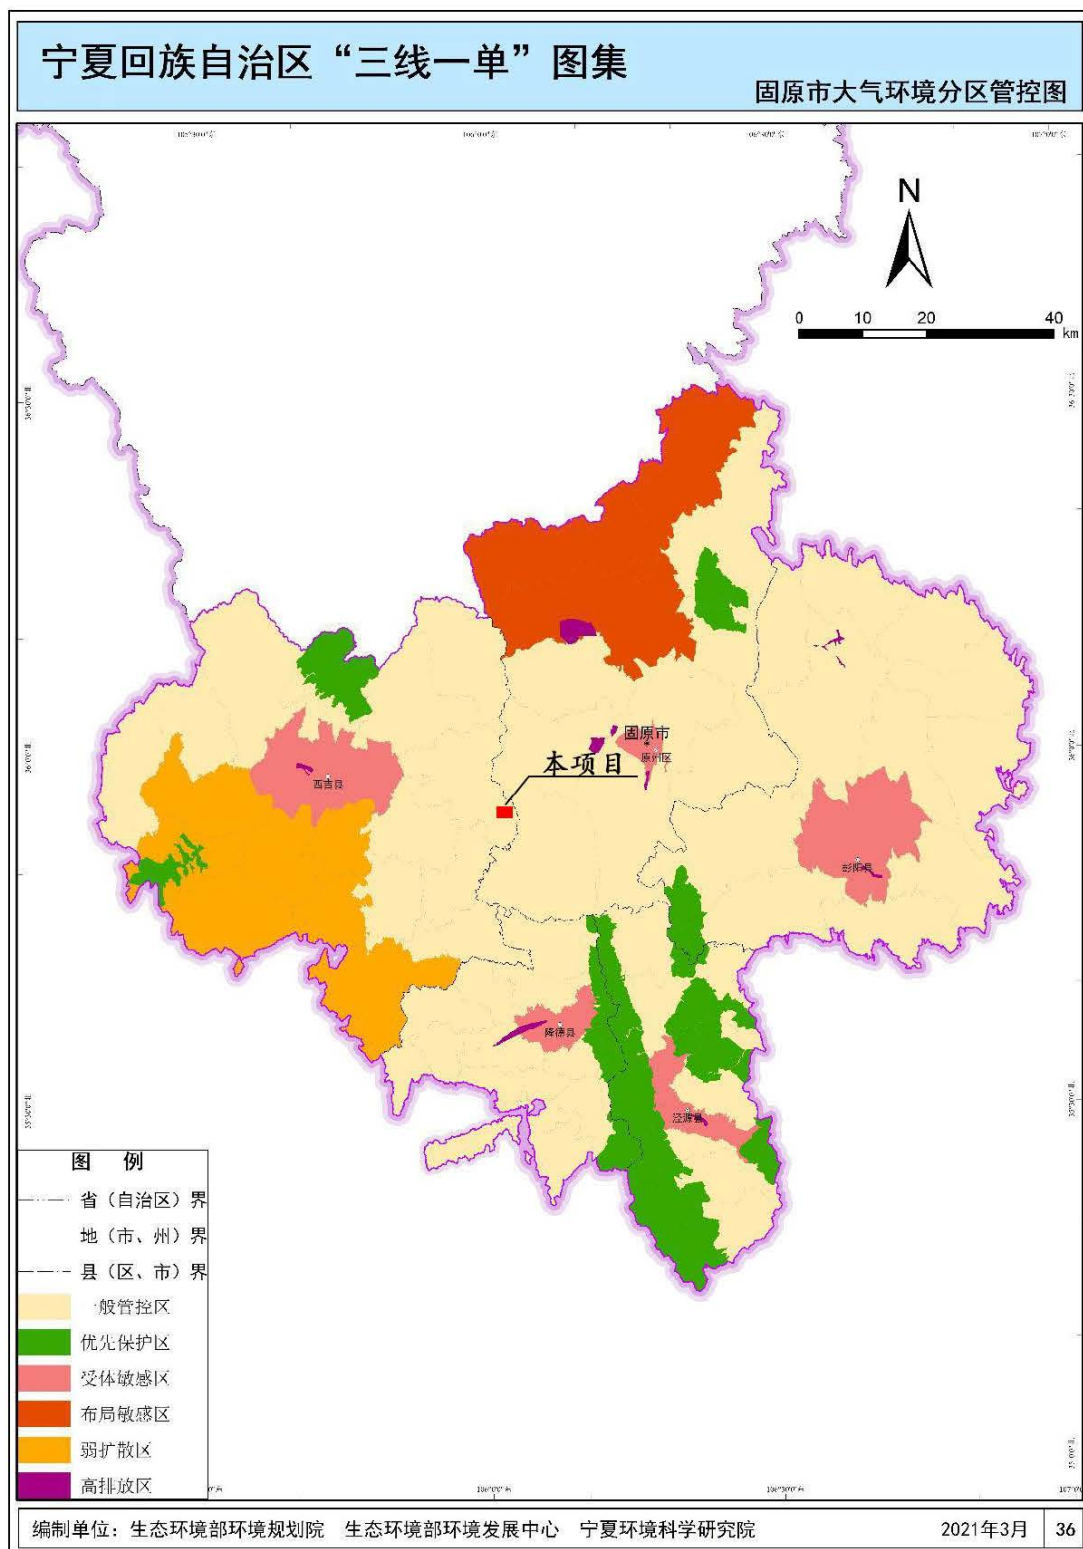 宁夏回族自治区“三线一单”图集
固原市大气环境分区管控图
N
0 10 20 40
km
固原市
原州区
本项目
西吉县
彭阳县
隆德县
泾源县
图 例
省（自治区）界
地（市、州）界
县（区、市）界
一般管控区
优先保护区
受体敏感区
布局敏感区
弱扩散区
高排放区
编制单位：生态环境部环境规划院 生态环境部环境发展中心 宁夏环境科学研究院
2021年3月 36